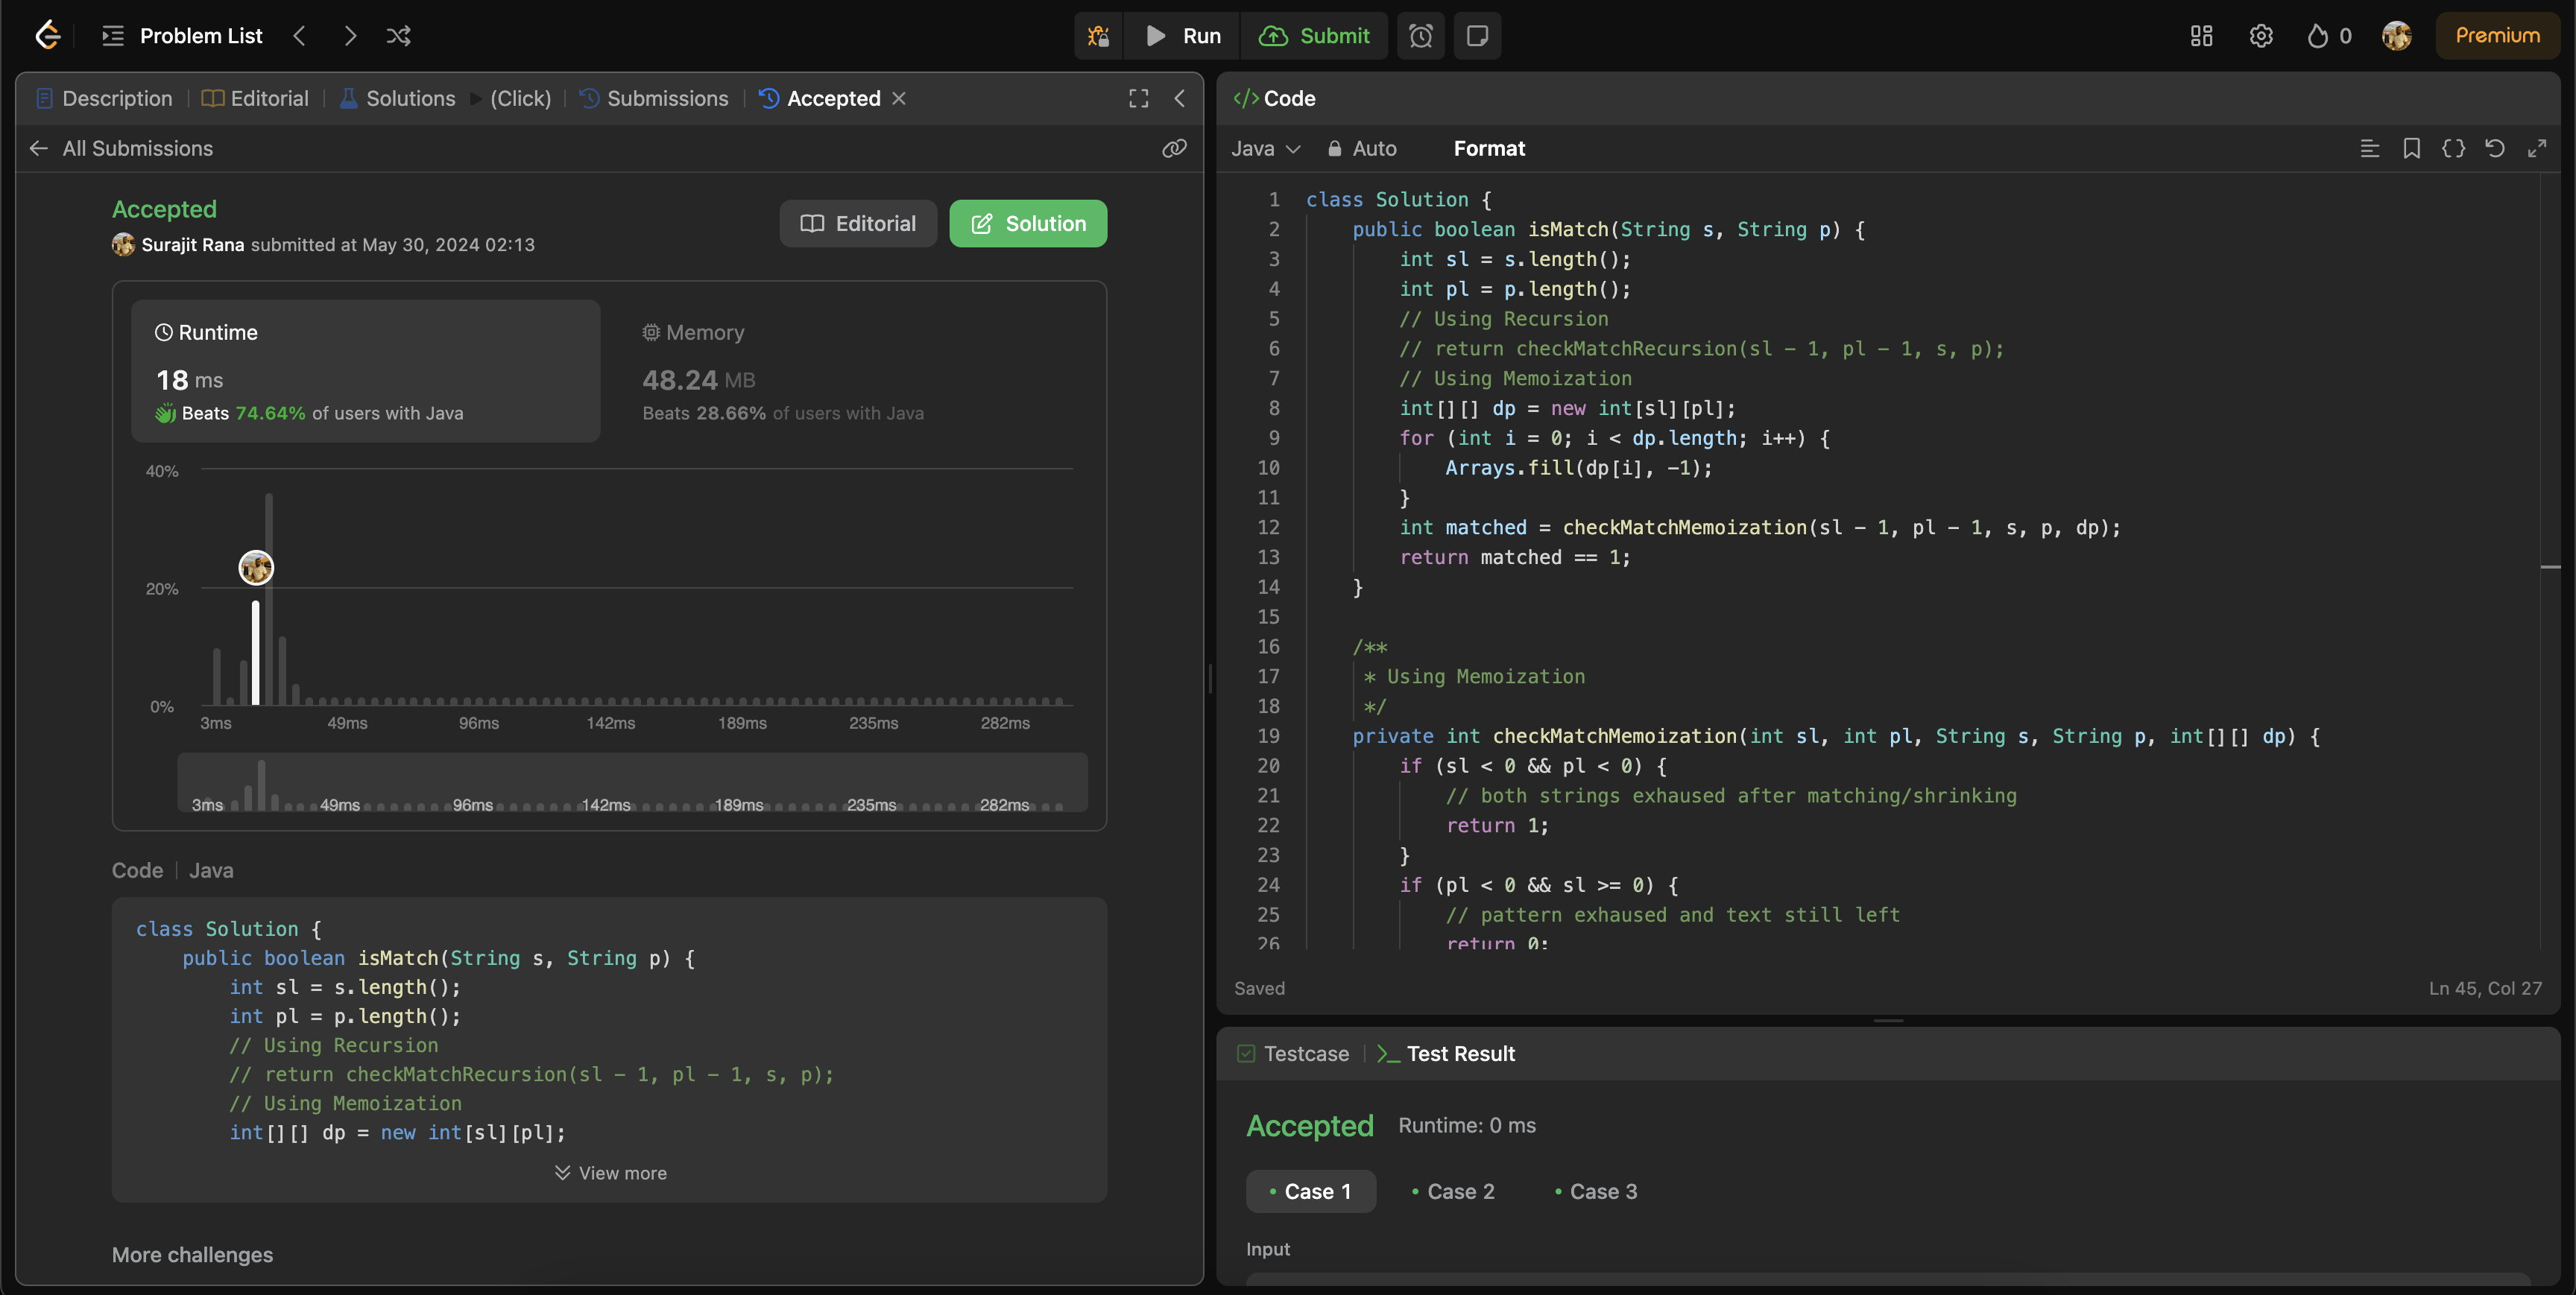 Problem List
Run
Submit
0
Premium
Description
Editorial
Solutions
(Click)
Submissions
Accepted
All Submissions
Accepted
Surajit Rana submitted at May 30, 2024 02:13
Editorial
Solution
Runtime
18 ms
Beats 74.64% of users with Java
Memory
48.24 MB
Beats 28.66% of users with Java
40%
20%
0%
3ms 49ms 96ms 142ms 189ms 235ms 282ms
3ms 49ms 96ms 142ms 189ms 235ms 282ms
Code | Java
class Solution {
public boolean isMatch(String s, String p) {
int sl = s.length();
int pl = p.length();
// Using Recursion
// return checkMatchRecursion(sl - 1, pl - 1, s, p);
// Using Memoization
int[][] dp = new int[sl][pl];
View more
More challenges
</> Code
Java
Auto
Format
1 class Solution {
2 public boolean isMatch(String s, String p) {
3 int sl = s.length();
4 int pl = p.length();
5 // Using Recursion
6 // return checkMatchRecursion(sl - 1, pl - 1, s, p);
7 // Using Memoization
8 int[][] dp = new int[sl][pl];
9 for (int i = 0; i < dp.length; i++) {
10 Arrays.fill(dp[i], -1);
11 }
12 int matched = checkMatchMemoization(sl - 1, pl - 1, s, p, dp);
13 return matched == 1;
14 }
15
16 /**
17 * Using Memoization
18 */
19 private int checkMatchMemoization(int sl, int pl, String s, String p, int[][] dp) {
20 if (sl < 0 && pl < 0) {
21 // both strings exhaused after matching/shrinking
22 return 1;
23 }
24 if (pl < 0 && sl >= 0) {
25 // pattern exhaused and text still left
26 return 0;
Saved
Ln 45, Col 27
Testcase
Test Result
Accepted
Runtime: 0 ms
Case 1
Case 2
Case 3
Input